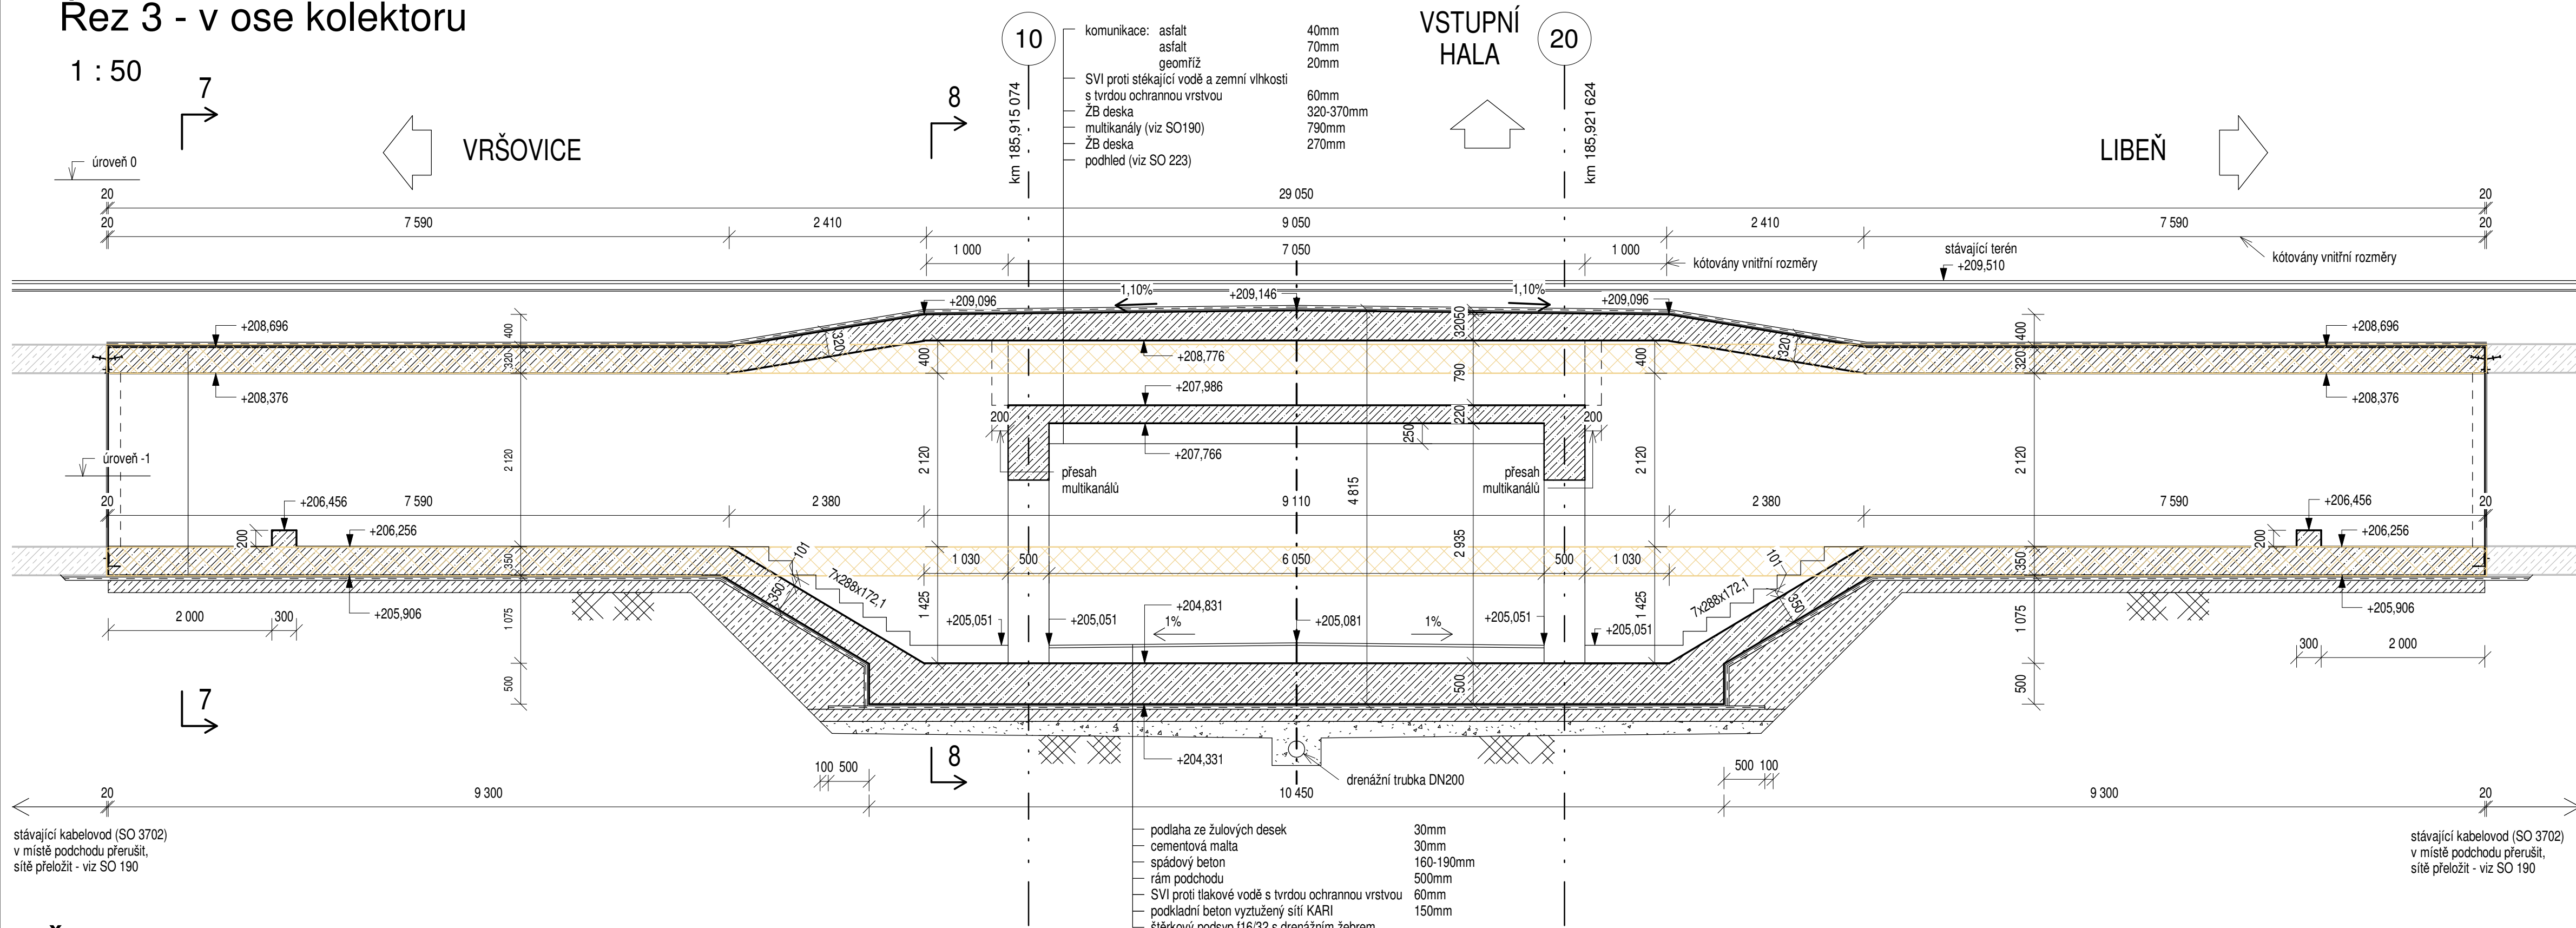 Řez 3 - v ose kolektoru
1 : 50
7
8
10
20
km 185,915 074
km 185,921 624
komunikace: asfalt 40mm
asfalt 70mm
geomříž 20mm
SVI proti stékající vodě a zemní vlhkosti
s tvrdou ochrannou vrstvou 60mm
ŽB deska 320-370mm
multikanály (viz SO190) 790mm
ŽB deska 270mm
podhled (viz SO 223)
VSTUPNÍ
HALA
VRŠOVICE
LIBEŇ
úroveň 0
20 29 050 20
20 7 590 2 410 9 050 2 410 7 590 20
1 000 7 050 1 000
kótovány vnitřní rozměry
stávající terén
+209,510
kótovány vnitřní rozměry
+209,096
1,10%
+209,146
1,10%
+209,096
+208,696
400
320
320
400
+208,776
50
320
790
400
320
400
320
+208,696
+208,376
+207,986
+208,376
200
220
200
250
+207,766
úroveň -1
2 120
2 120
2 120
2 120
přesah
multikanálů
přesah
multikanálů
4 815
2 935
20 7 590 2 380 9 110 2 380 7 590 20
+206,456
+206,256
200
+206,456
+206,256
200
350
101
7x288x172,1
350
1 030 500 6 050 500 1 030
101
7x288x172,1
350
350
+205,906
+205,906
1 075
1 425
1 425
1 075
+205,051
+205,051
1%
+204,831
+205,081
1%
+205,051
+205,051
2 000 300
300 2 000
500
500
500
7
8
+204,331
drenážní trubka DN200
100 500
500 100
20 9 300 10 450 9 300 20
stávající kabelovod (SO 3702)
v místě podchodu přerušit,
sítě přeložit - viz SO 190
stávající kabelovod (SO 3702)
v místě podchodu přerušit,
sítě přeložit - viz SO 190
podlaha ze žulových desek 30mm
cementová malta 30mm
spádový beton 160-190mm
rám podchodu 500mm
SVI proti tlakové vodě s tvrdou ochrannou vrstvou 60mm
podkladní beton vyztužený sítí KARI 150mm
štěrkový podsyp f16/32 s drenážním žebrem